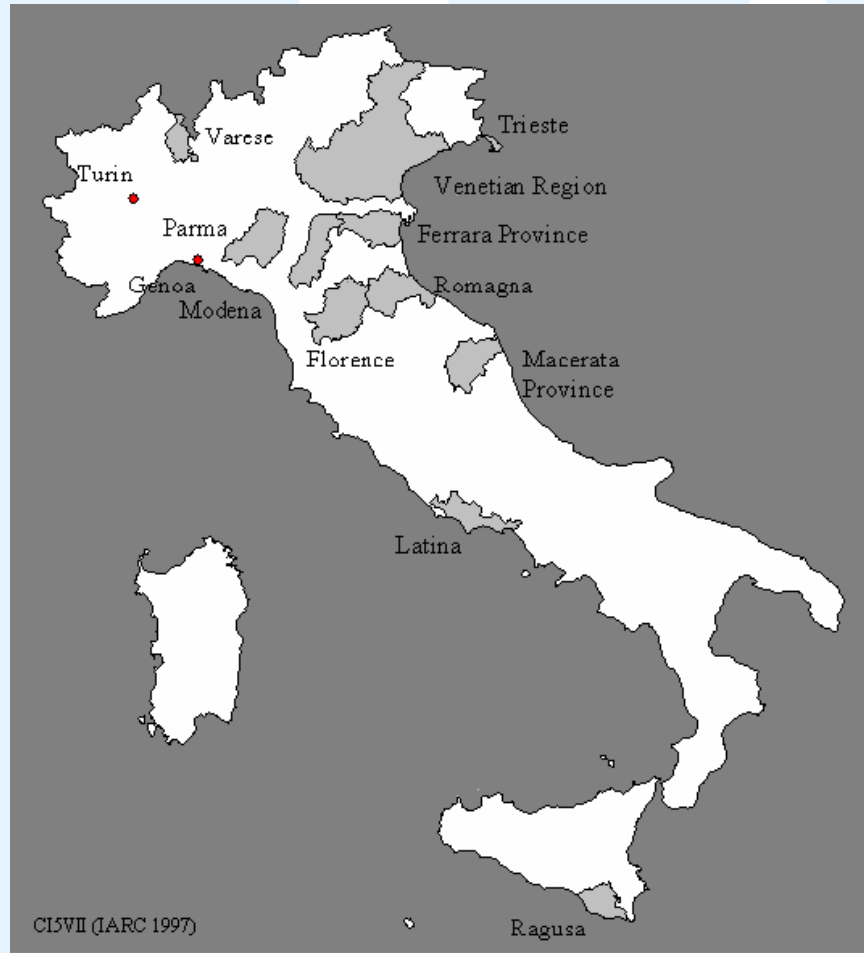 Trieste
Varese
Turin
Venetian Region
Parma
Ferrara Province
Genoa
Romagna
Modena
Florence
Macerata
Province
Latina
CI5VII (IARC 1997)
Ragusa